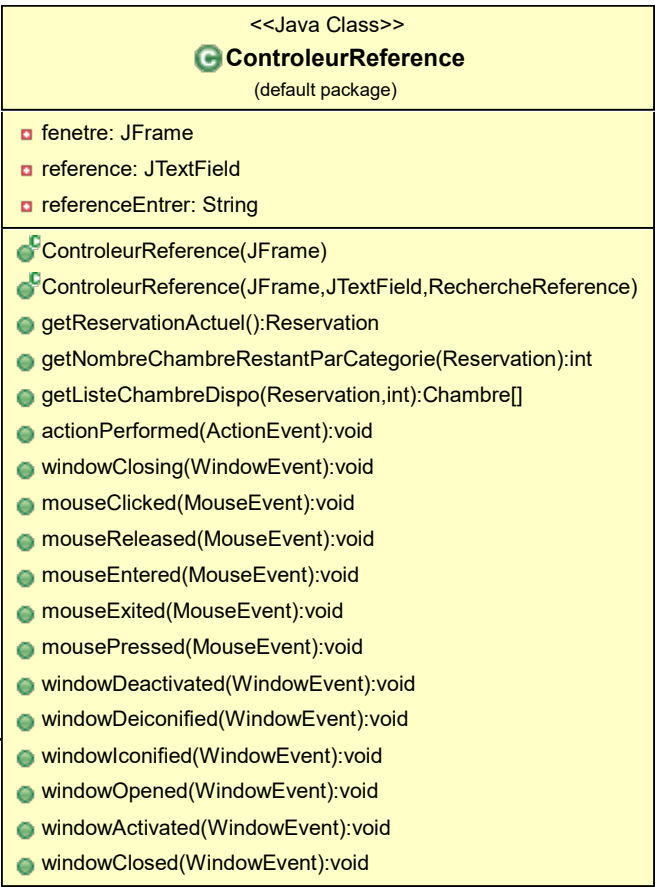 <<Java Class>>
ControleurReference
(default package)
fenetre: JFrame
reference: JTextField
referenceEntrer: String
ControleurReference(JFrame)
ControleurReference(JFrame,JTextField,RechercheReference)
getReservationActuel():Reservation
getNombreChambreRestantParCategorie(Reservation):int
getListeChambreDispo(Reservation,int):Chambre[]
actionPerformed(ActionEvent):void
windowClosing(WindowEvent):void
mouseClicked(MouseEvent):void
mouseReleased(MouseEvent):void
mouseEntered(MouseEvent):void
mouseExited(MouseEvent):void
mousePressed(MouseEvent):void
windowDeactivated(WindowEvent):void
windowDeiconified(WindowEvent):void
windowIconified(WindowEvent):void
windowOpened(WindowEvent):void
windowActivated(WindowEvent):void
windowClosed(WindowEvent):void